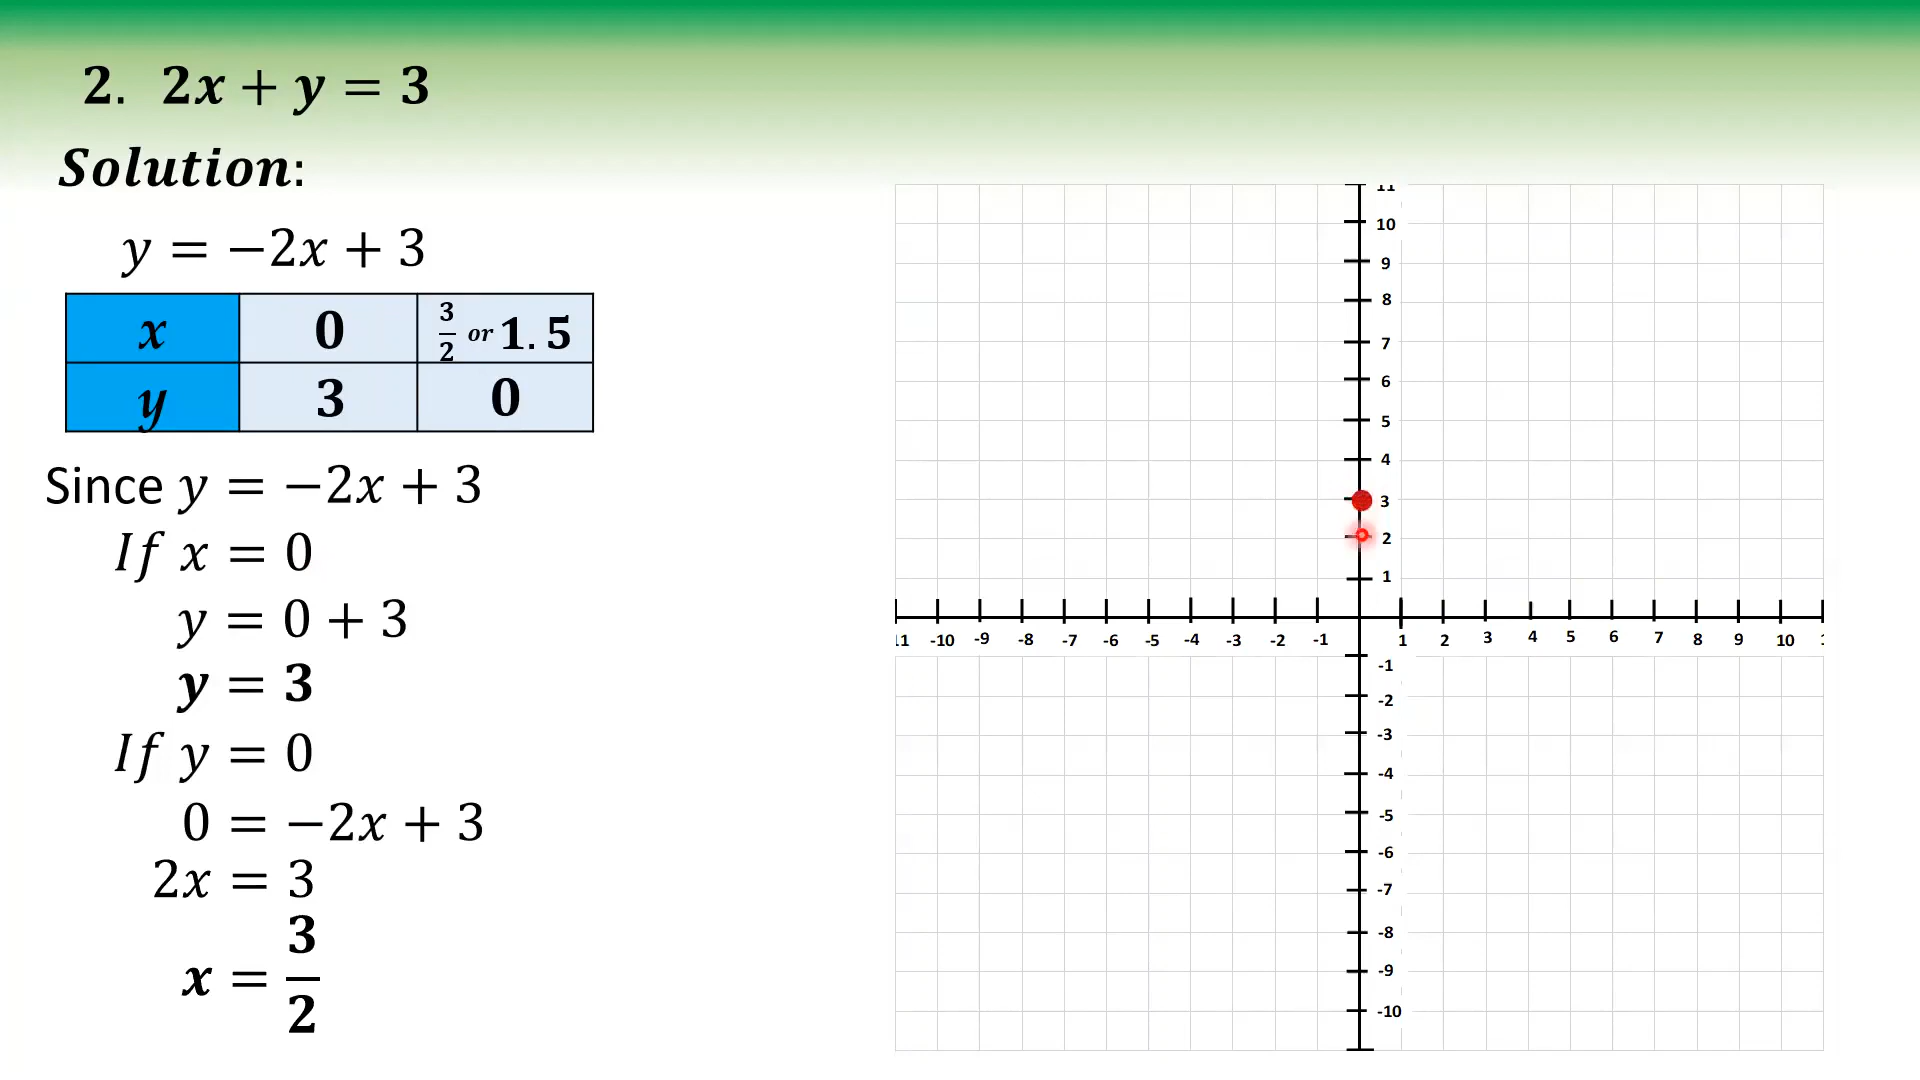 2. 2x + y = 3
Solution:
y = −2x + 3
x 0 3/2 or 1.5
y 3 0
Since y = −2x + 3
If x = 0
y = 0 + 3
y = 3
If y = 0
0 = −2x + 3
2x = 3
x = 3/2
11
10
9
8
7
6
5
4
3
2
1
11 -10 -9 -8 -7 -6 -5 -4 -3 -2 -1 1 2 3 4 5 6 7 8 9 10
-1
-2
-3
-4
-5
-6
-7
-8
-9
-10